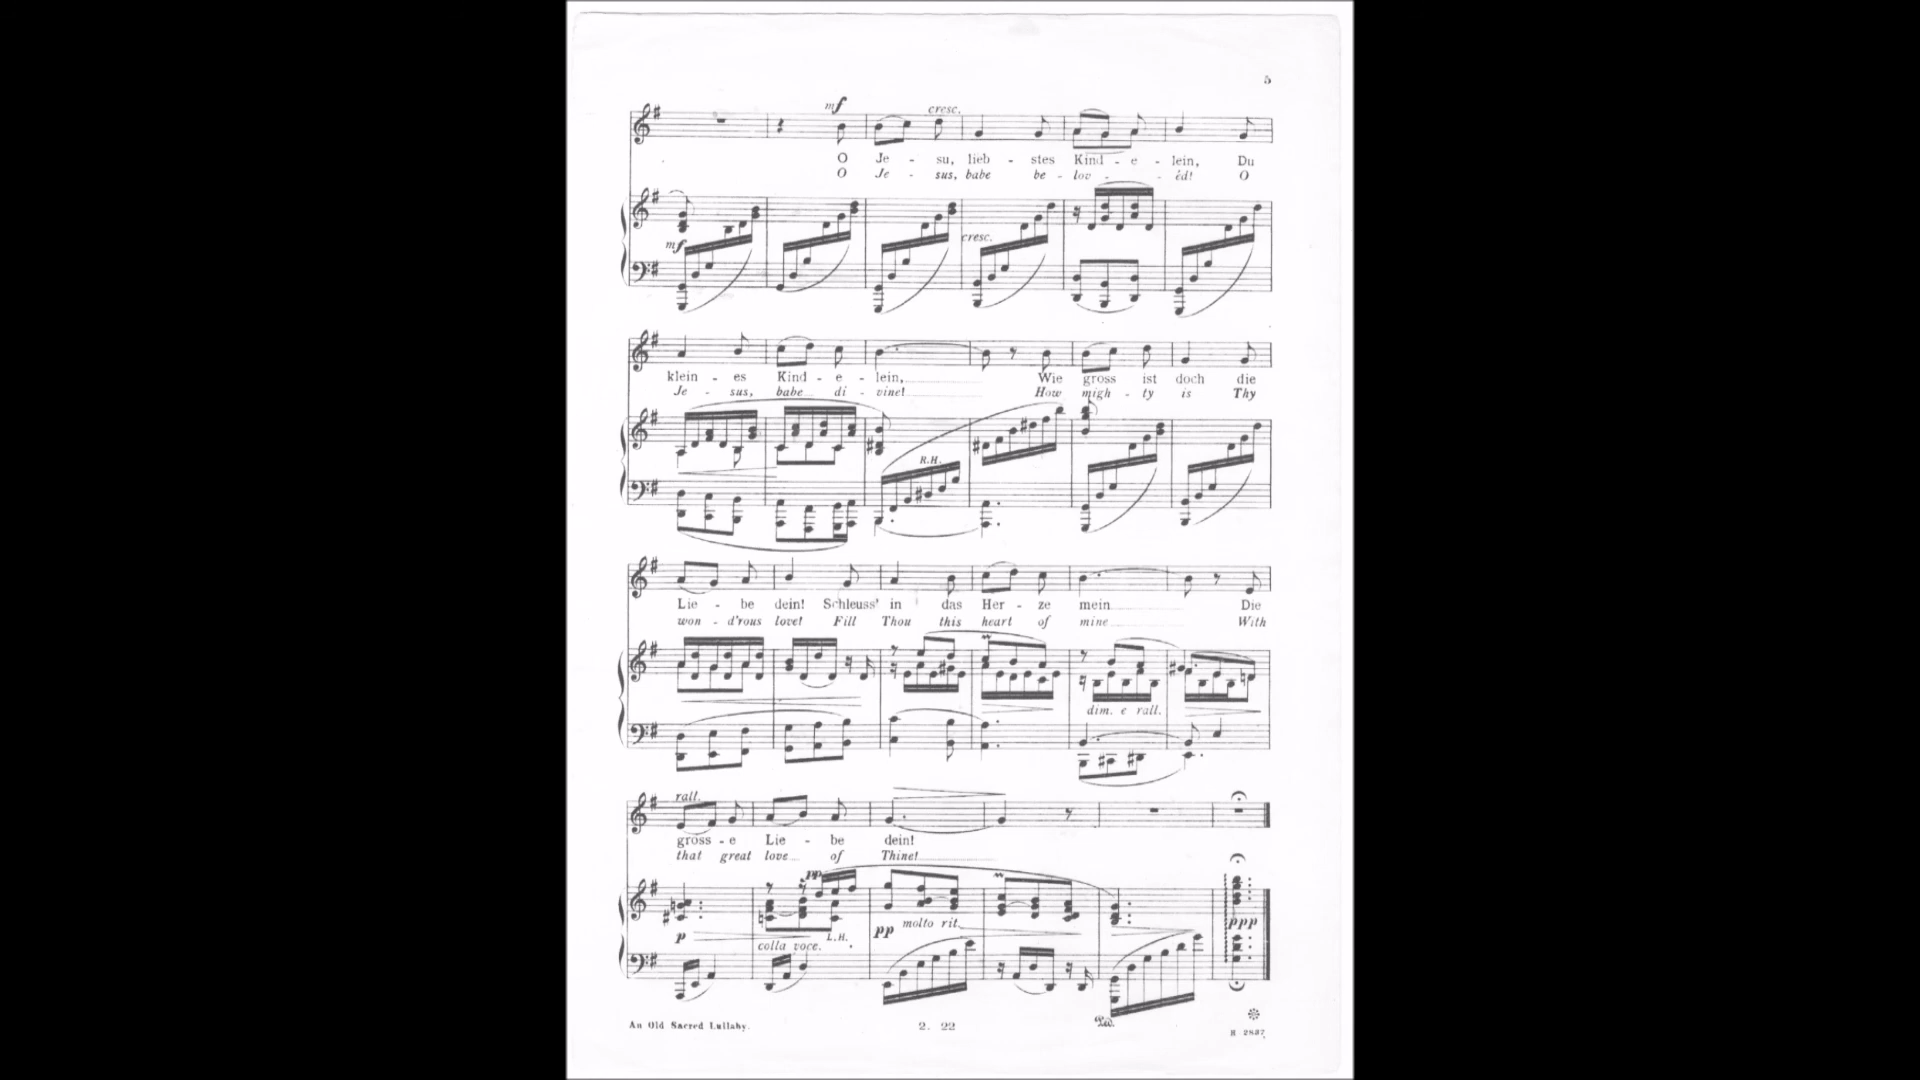 5
mf cresc.
O Je - su, lieb - stes Kind - e - lein, Du
O Je - sus, babe be - lov - - èd! O
mf cresc.
klein - es Kind - e - lein, Wie gross ist doch die
Je - sus, babe di - vine! How migh - ty is Thy
R.H.
Lie - be dein! Schleuss' in das Her - ze mein Die
won - d'rous love! Fill Thou this heart of mine With
dim. e rall.
rall.
gross - e Lie - be dein!
that great love of Thine!
pp
p colla voce. L.H. pp molto rit. ppp
Ped.
An Old Sacred Lullaby. 2. 22 H 2837